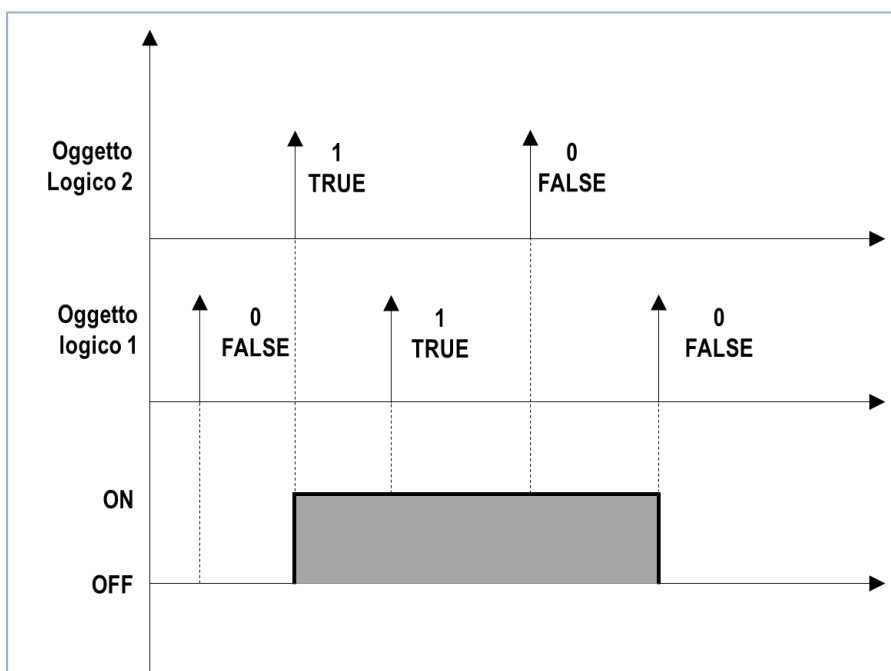 Oggetto
Logico 2
1
TRUE
0
FALSE
Oggetto
logico 1
0
FALSE
1
TRUE
0
FALSE
ON
OFF